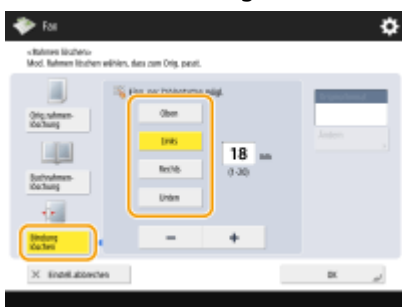 Fax
<Rahmen löschen>
Mod. Rahmen löschen wählen, dass zum Orig. passt.
Orig.rahmen-
löschung
Buchrahmen-
löschung
Bindung
löschen
Oben
Links
Rechts
Unten
18 mm
(1-30)
-
+
Ändern
X Einstell. abbrechen
OK